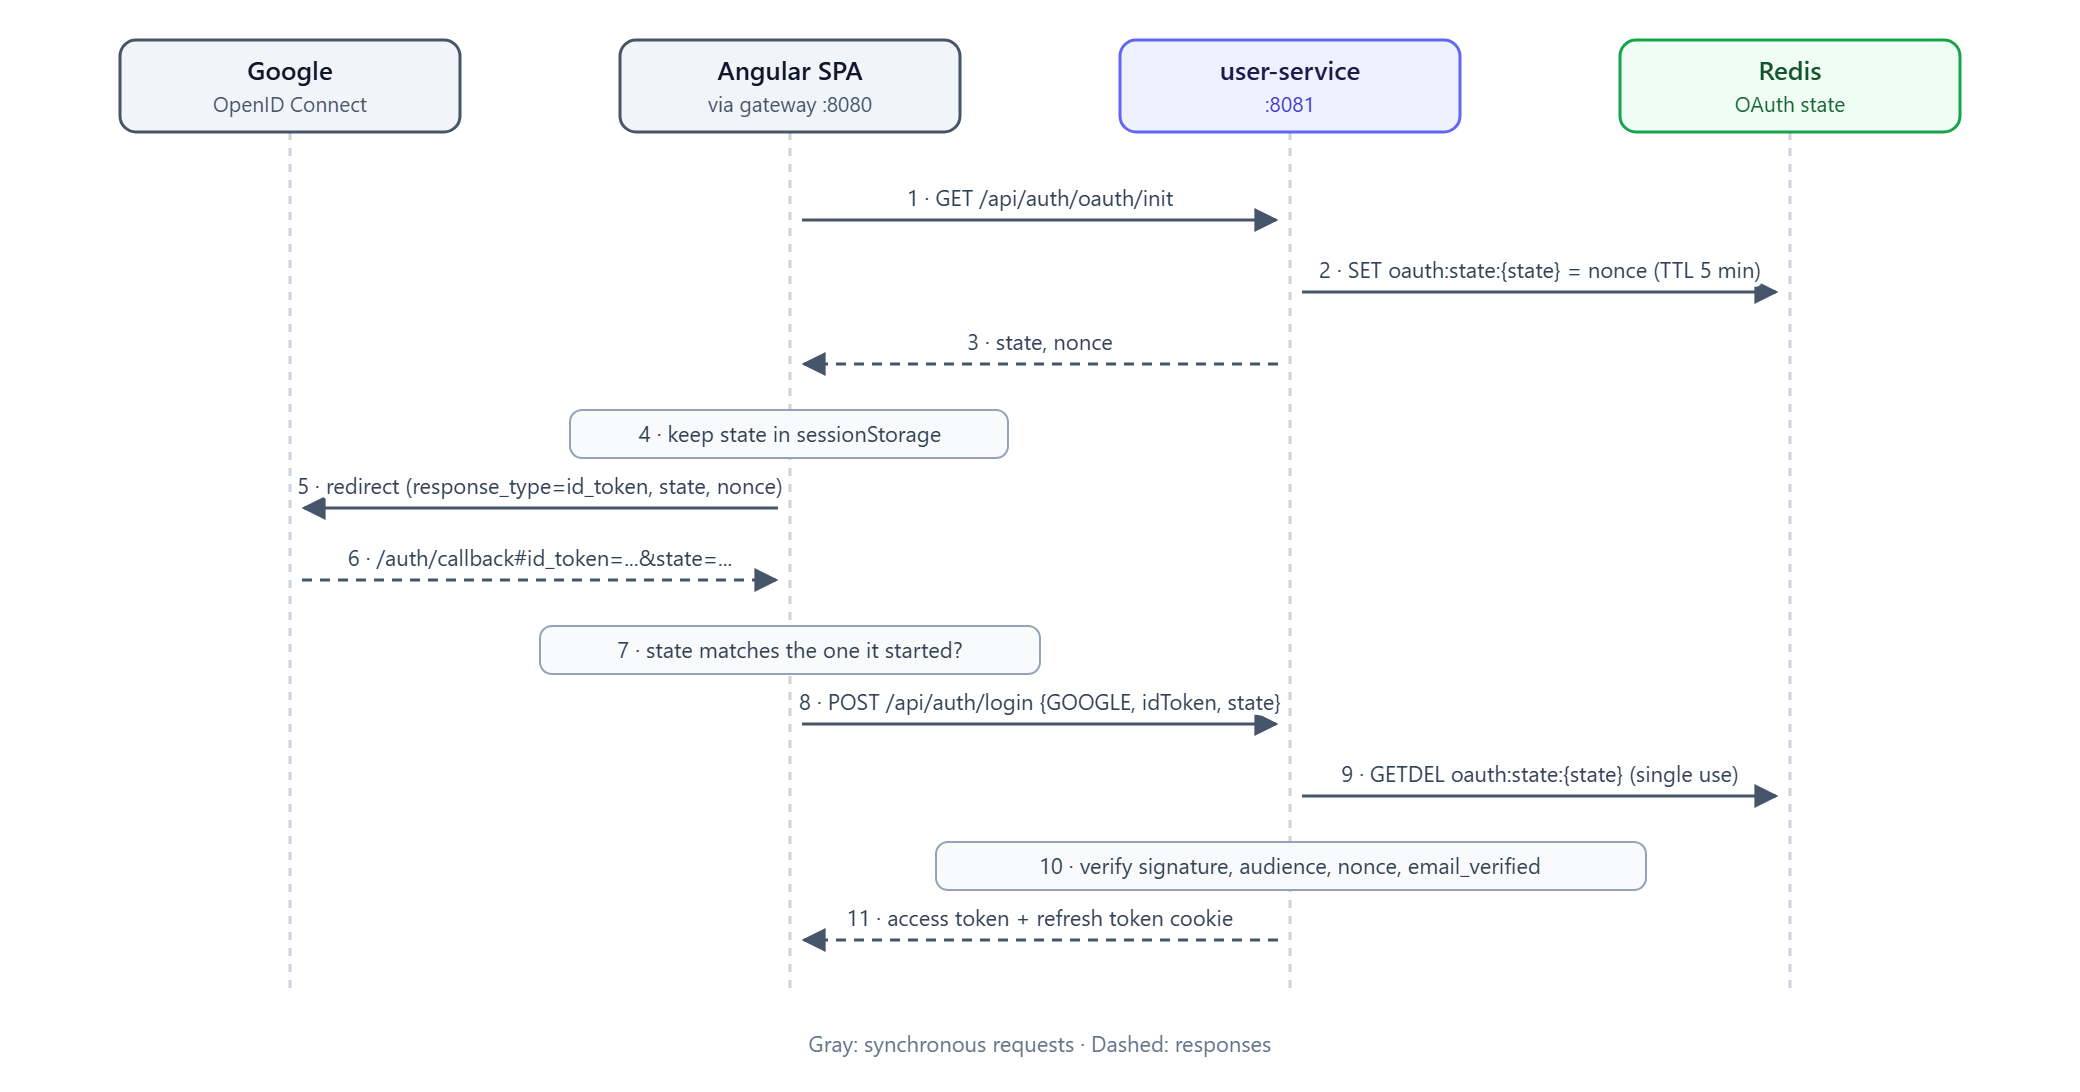 Google
OpenID Connect
Angular SPA
via gateway :8080
user-service
:8081
Redis
OAuth state
1 · GET /api/auth/oauth/init
2 · SET oauth:state:{state} = nonce (TTL 5 min)
3 · state, nonce
4 · keep state in sessionStorage
5 · redirect (response_type=id_token, state, nonce)
6 · /auth/callback#id_token=...&state=...
7 · state matches the one it started?
8 · POST /api/auth/login {GOOGLE, idToken, state}
9 · GETDEL oauth:state:{state} (single use)
10 · verify signature, audience, nonce, email_verified
11 · access token + refresh token cookie
Gray: synchronous requests · Dashed: responses